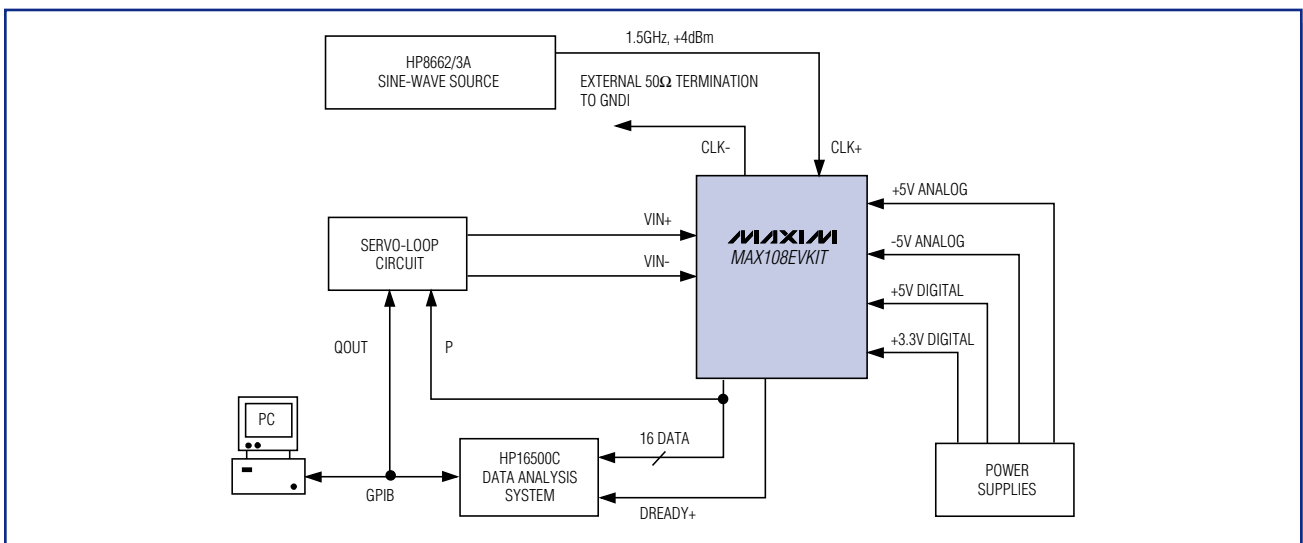 HP8662/3A
SINE-WAVE SOURCE
1.5GHz, +4dBm
EXTERNAL 50Ω TERMINATION
TO GNDI
CLK-
CLK+
SERVO-LOOP
CIRCUIT
VIN+
VIN-
MAXIM
MAX108EVKIT
+5V ANALOG
-5V ANALOG
+5V DIGITAL
+3.3V DIGITAL
QOUT
P
PC
GPIB
HP16500C
DATA ANALYSIS
SYSTEM
16 DATA
DREADY+
POWER
SUPPLIES